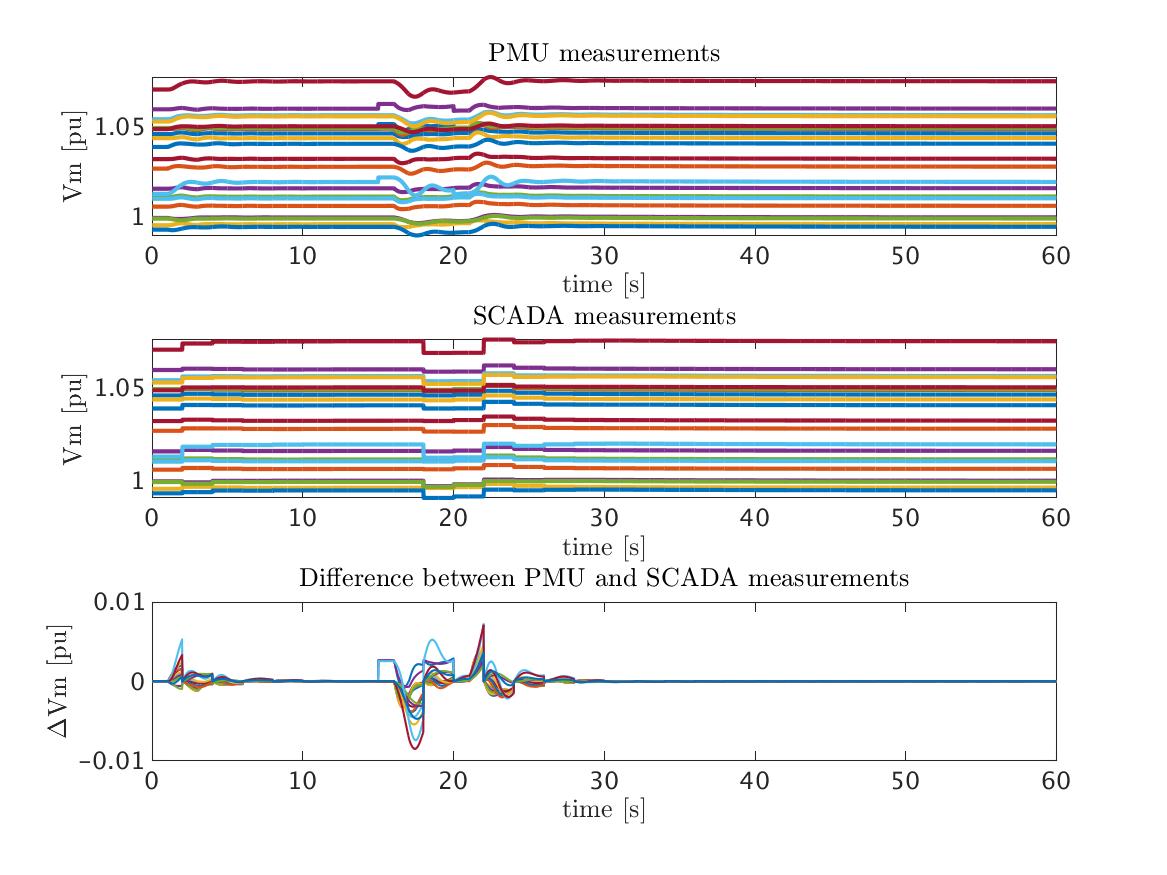 PMU measurements
Vm [pu]
1.05
1
0 10 20 30 40 50 60
time [s]
SCADA measurements
Vm [pu]
1.05
1
0 10 20 30 40 50 60
time [s]
Difference between PMU and SCADA measurements
ΔVm [pu]
0.01
0
-0.01
0 10 20 30 40 50 60
time [s]